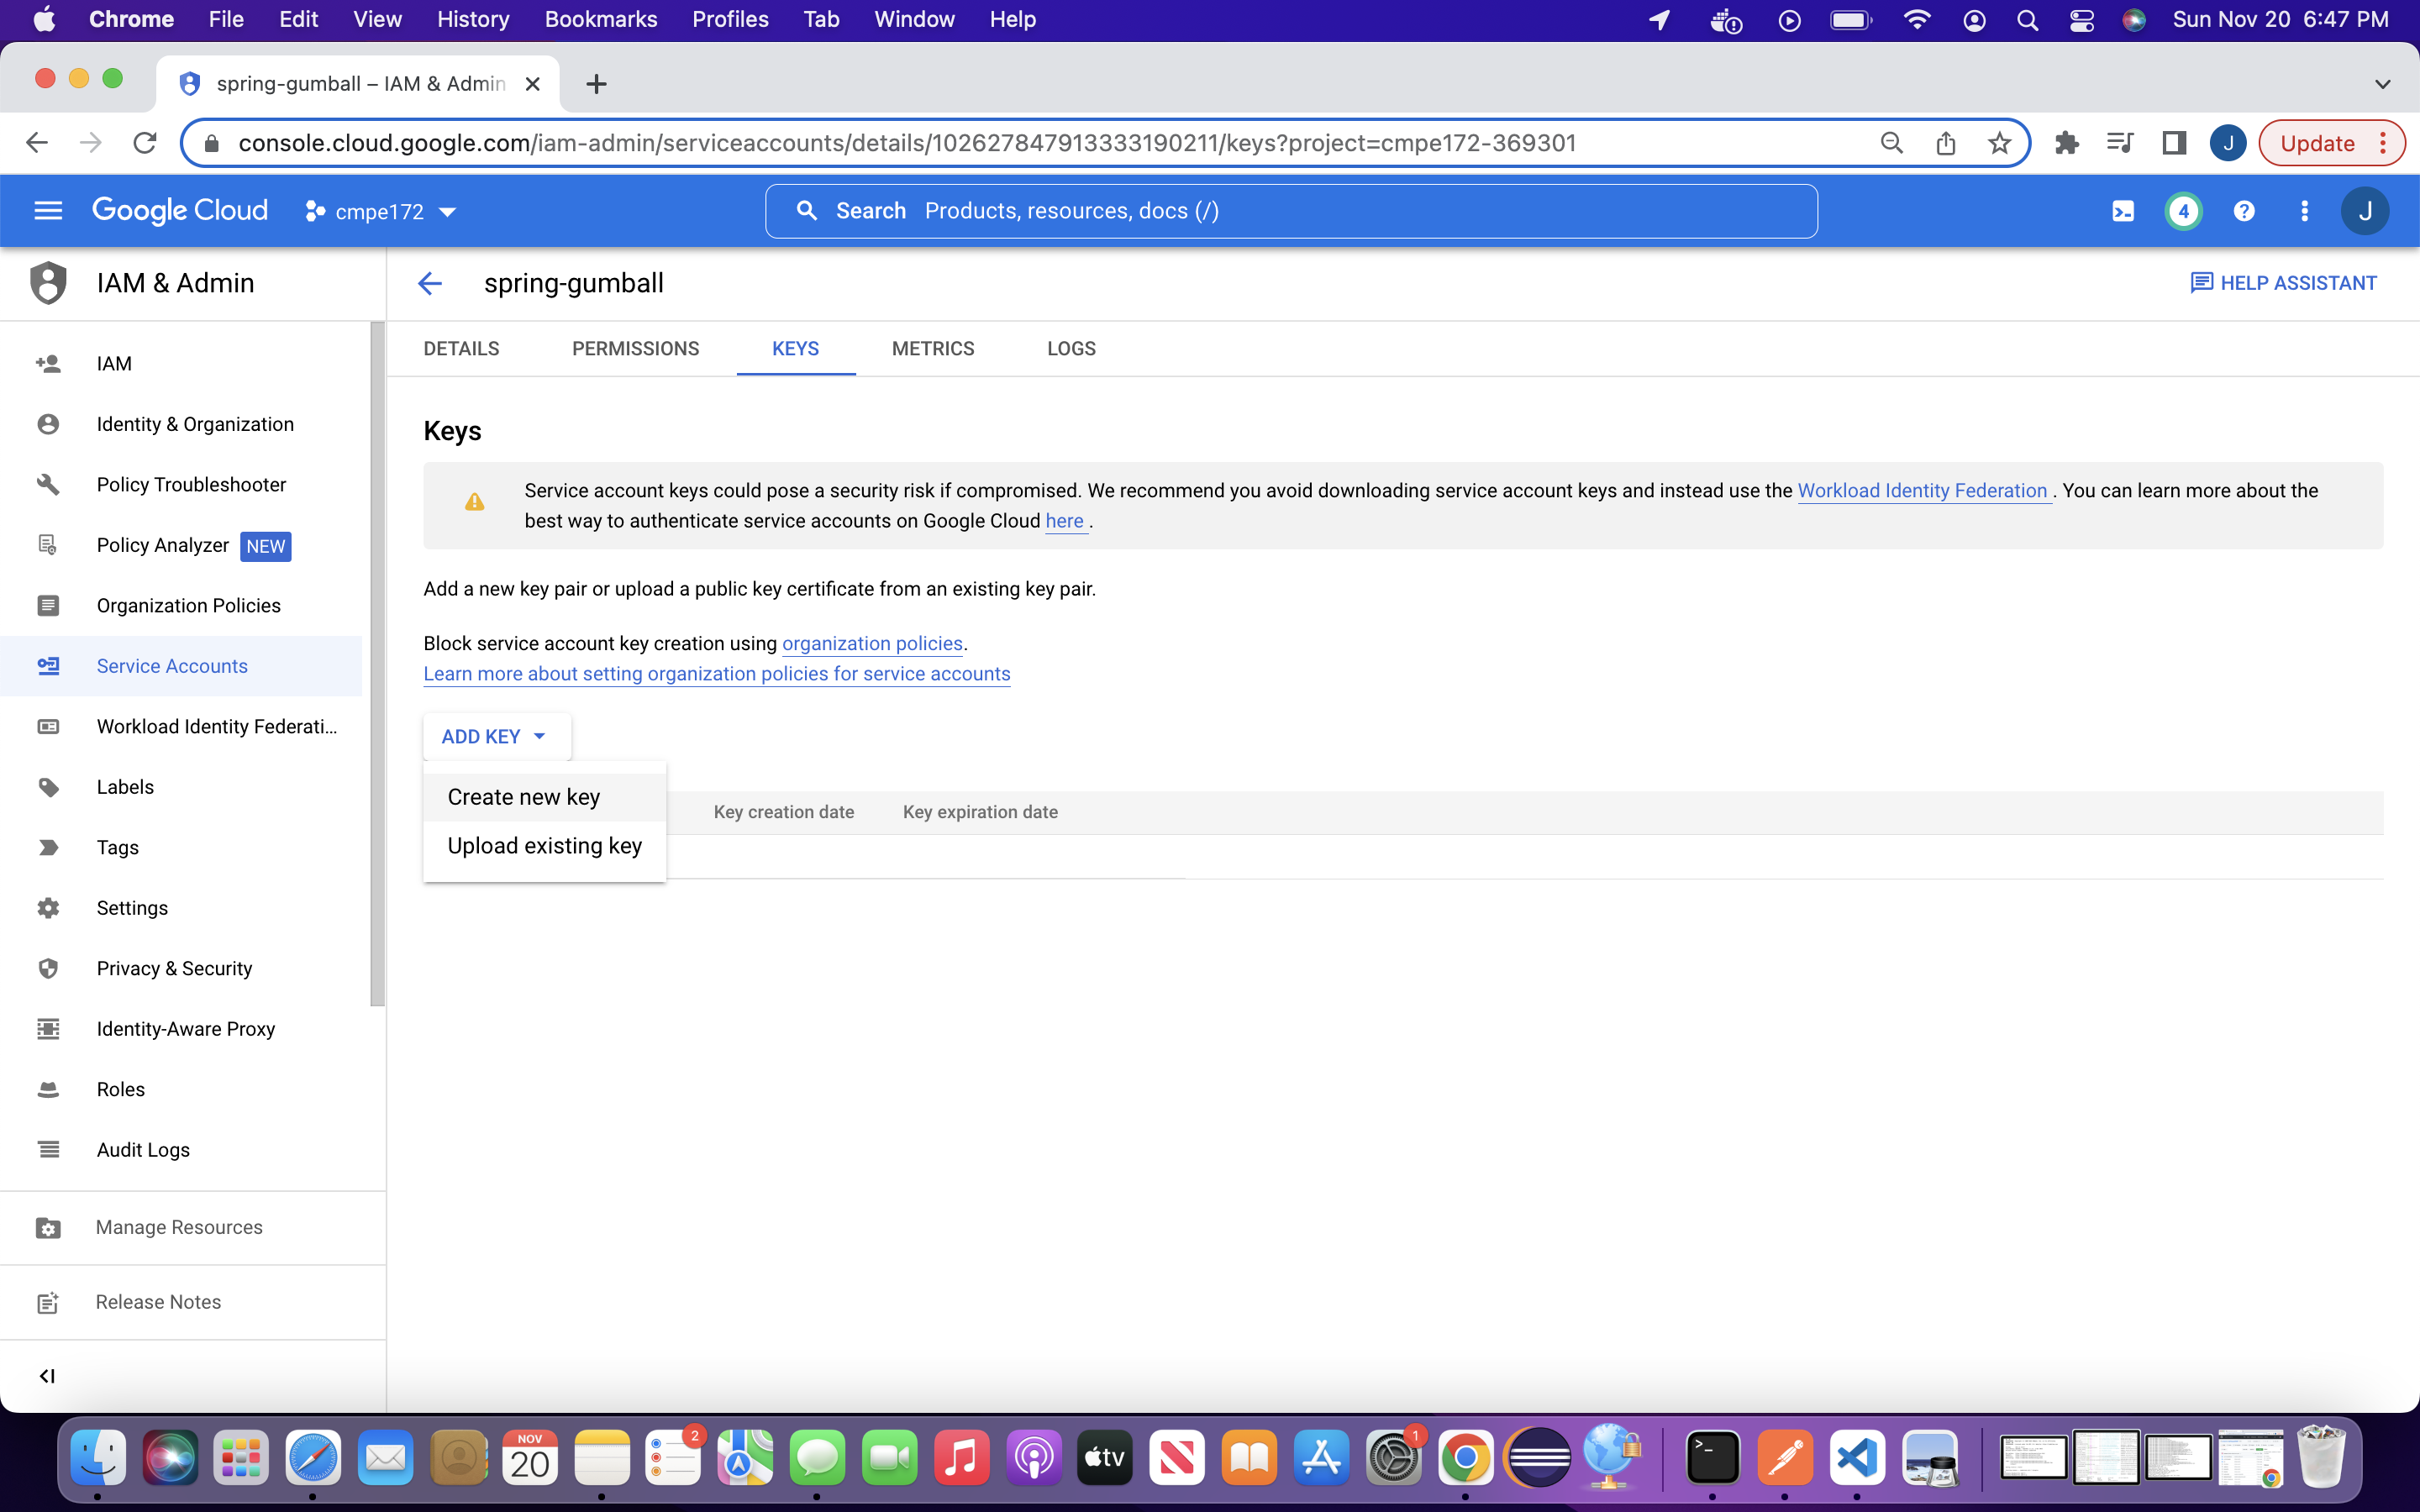 Chrome File Edit View History Bookmarks Profiles Tab Window Help Sun Nov 20 6:47 PM
spring-gumball – IAM & Admin
console.cloud.google.com/iam-admin/serviceaccounts/details/102627847913333190211/keys?project=cmpe172-369301 J Update
Google Cloud cmpe172 Search Products, resources, docs (/) 4 ? J
IAM & Admin
spring-gumball
HELP ASSISTANT
IAM
Identity & Organization
Policy Troubleshooter
Policy Analyzer NEW
Organization Policies
Service Accounts
Workload Identity Federati...
Labels
Tags
Settings
Privacy & Security
Identity-Aware Proxy
Roles
Audit Logs
Manage Resources
Release Notes
DETAILS PERMISSIONS KEYS METRICS LOGS
Keys
Service account keys could pose a security risk if compromised. We recommend you avoid downloading service account keys and instead use the Workload Identity Federation . You can learn more about the
best way to authenticate service accounts on Google Cloud here .
Add a new key pair or upload a public key certificate from an existing key pair.
Block service account key creation using organization policies.
Learn more about setting organization policies for service accounts
ADD KEY
Create new key
Upload existing key
Key creation date Key expiration date
NOV
20
2
tv
1